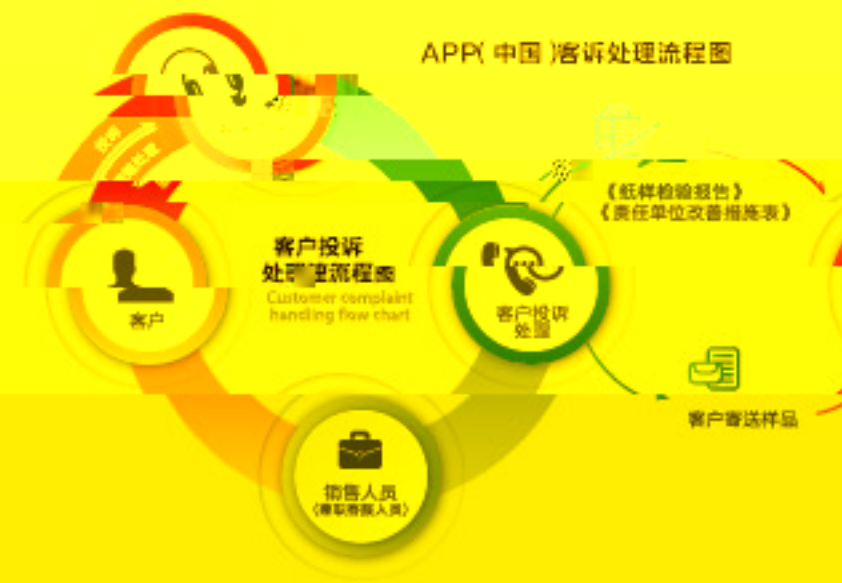 APP( 中国 )客诉处理流程图
投诉
《纸样检验报告》
《责任单位改善措施表》
客户投诉
处理流程图
Customer complaint
handling flow chart
客户
客户投诉
处理
客户寄送样品
销售人员